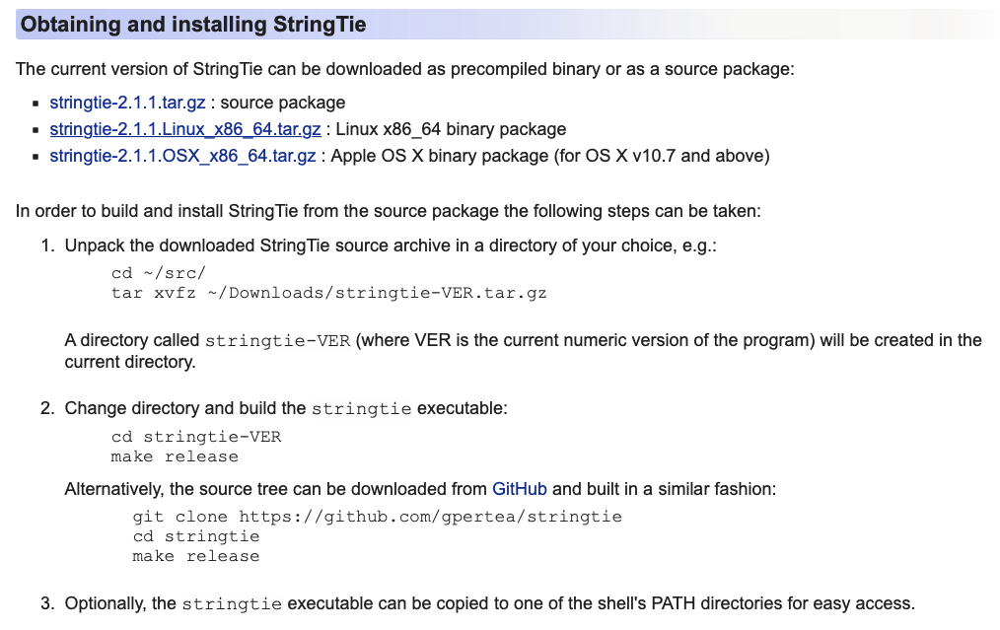 Obtaining and installing StringTie
The current version of StringTie can be downloaded as precompiled binary or as a source package:
▪ stringtie-2.1.1.tar.gz : source package
▪ stringtie-2.1.1.Linux_x86_64.tar.gz : Linux x86_64 binary package
▪ stringtie-2.1.1.OSX_x86_64.tar.gz : Apple OS X binary package (for OS X v10.7 and above)
In order to build and install StringTie from the source package the following steps can be taken:
1. Unpack the downloaded StringTie source archive in a directory of your choice, e.g.:
cd ~/src/
tar xvfz ~/Downloads/stringtie-VER.tar.gz
A directory called stringtie-VER (where VER is the current numeric version of the program) will be created in the
current directory.
2. Change directory and build the stringtie executable:
cd stringtie-VER
make release
Alternatively, the source tree can be downloaded from GitHub and built in a similar fashion:
git clone https://github.com/gpertea/stringtie
cd stringtie
make release
3. Optionally, the stringtie executable can be copied to one of the shell's PATH directories for easy access.